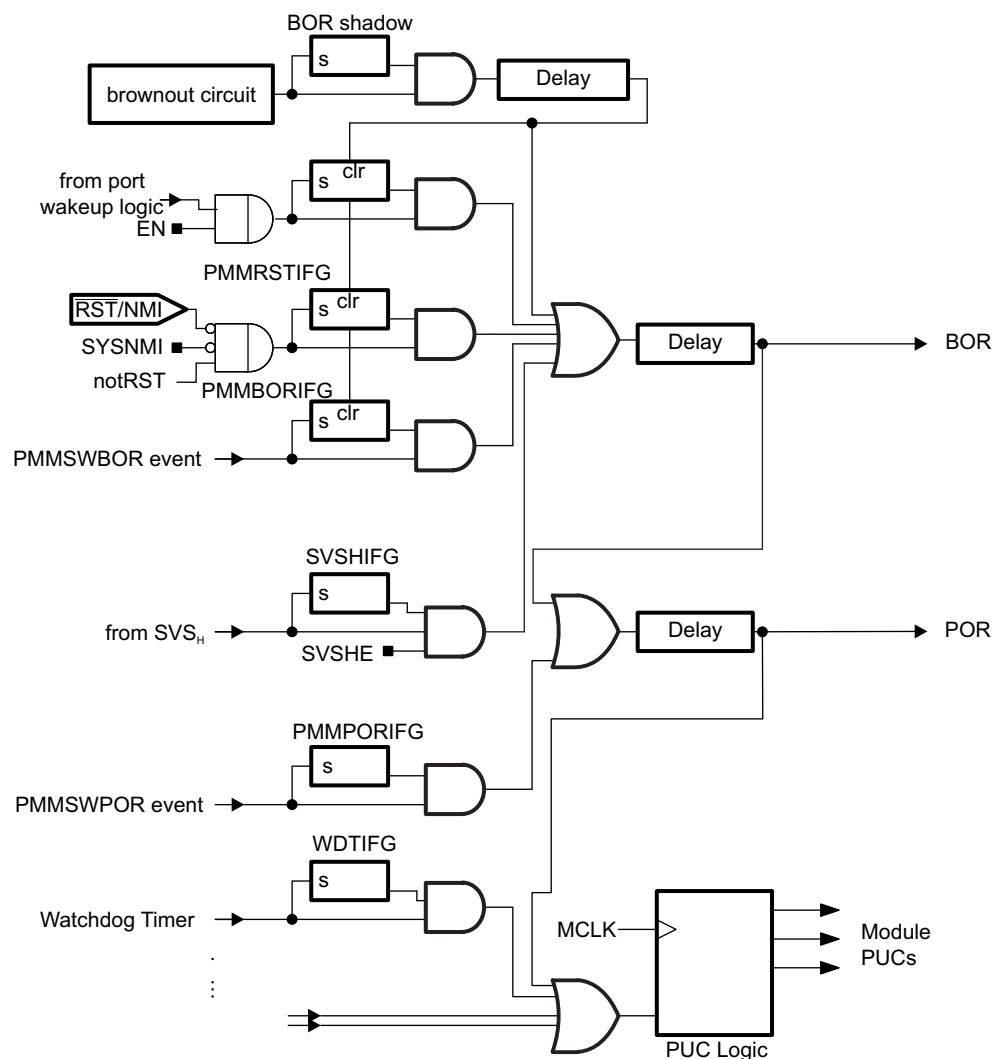 BOR shadow
s
brownout circuit
Delay
clr
s
from port
wakeup logic
EN
PMMRSTIFG
clr
s
RST/NMI
SYSNMI
notRST
Delay
BOR
PMMBORIFG
clr
s
PMMSWBOR event
SVSHIFG
s
from SVSH
SVSHE
Delay
POR
PMMPORIFG
s
PMMSWPOR event
WDTIFG
s
Watchdog Timer
MCLK
Module
PUCs
.
...
PUC Logic